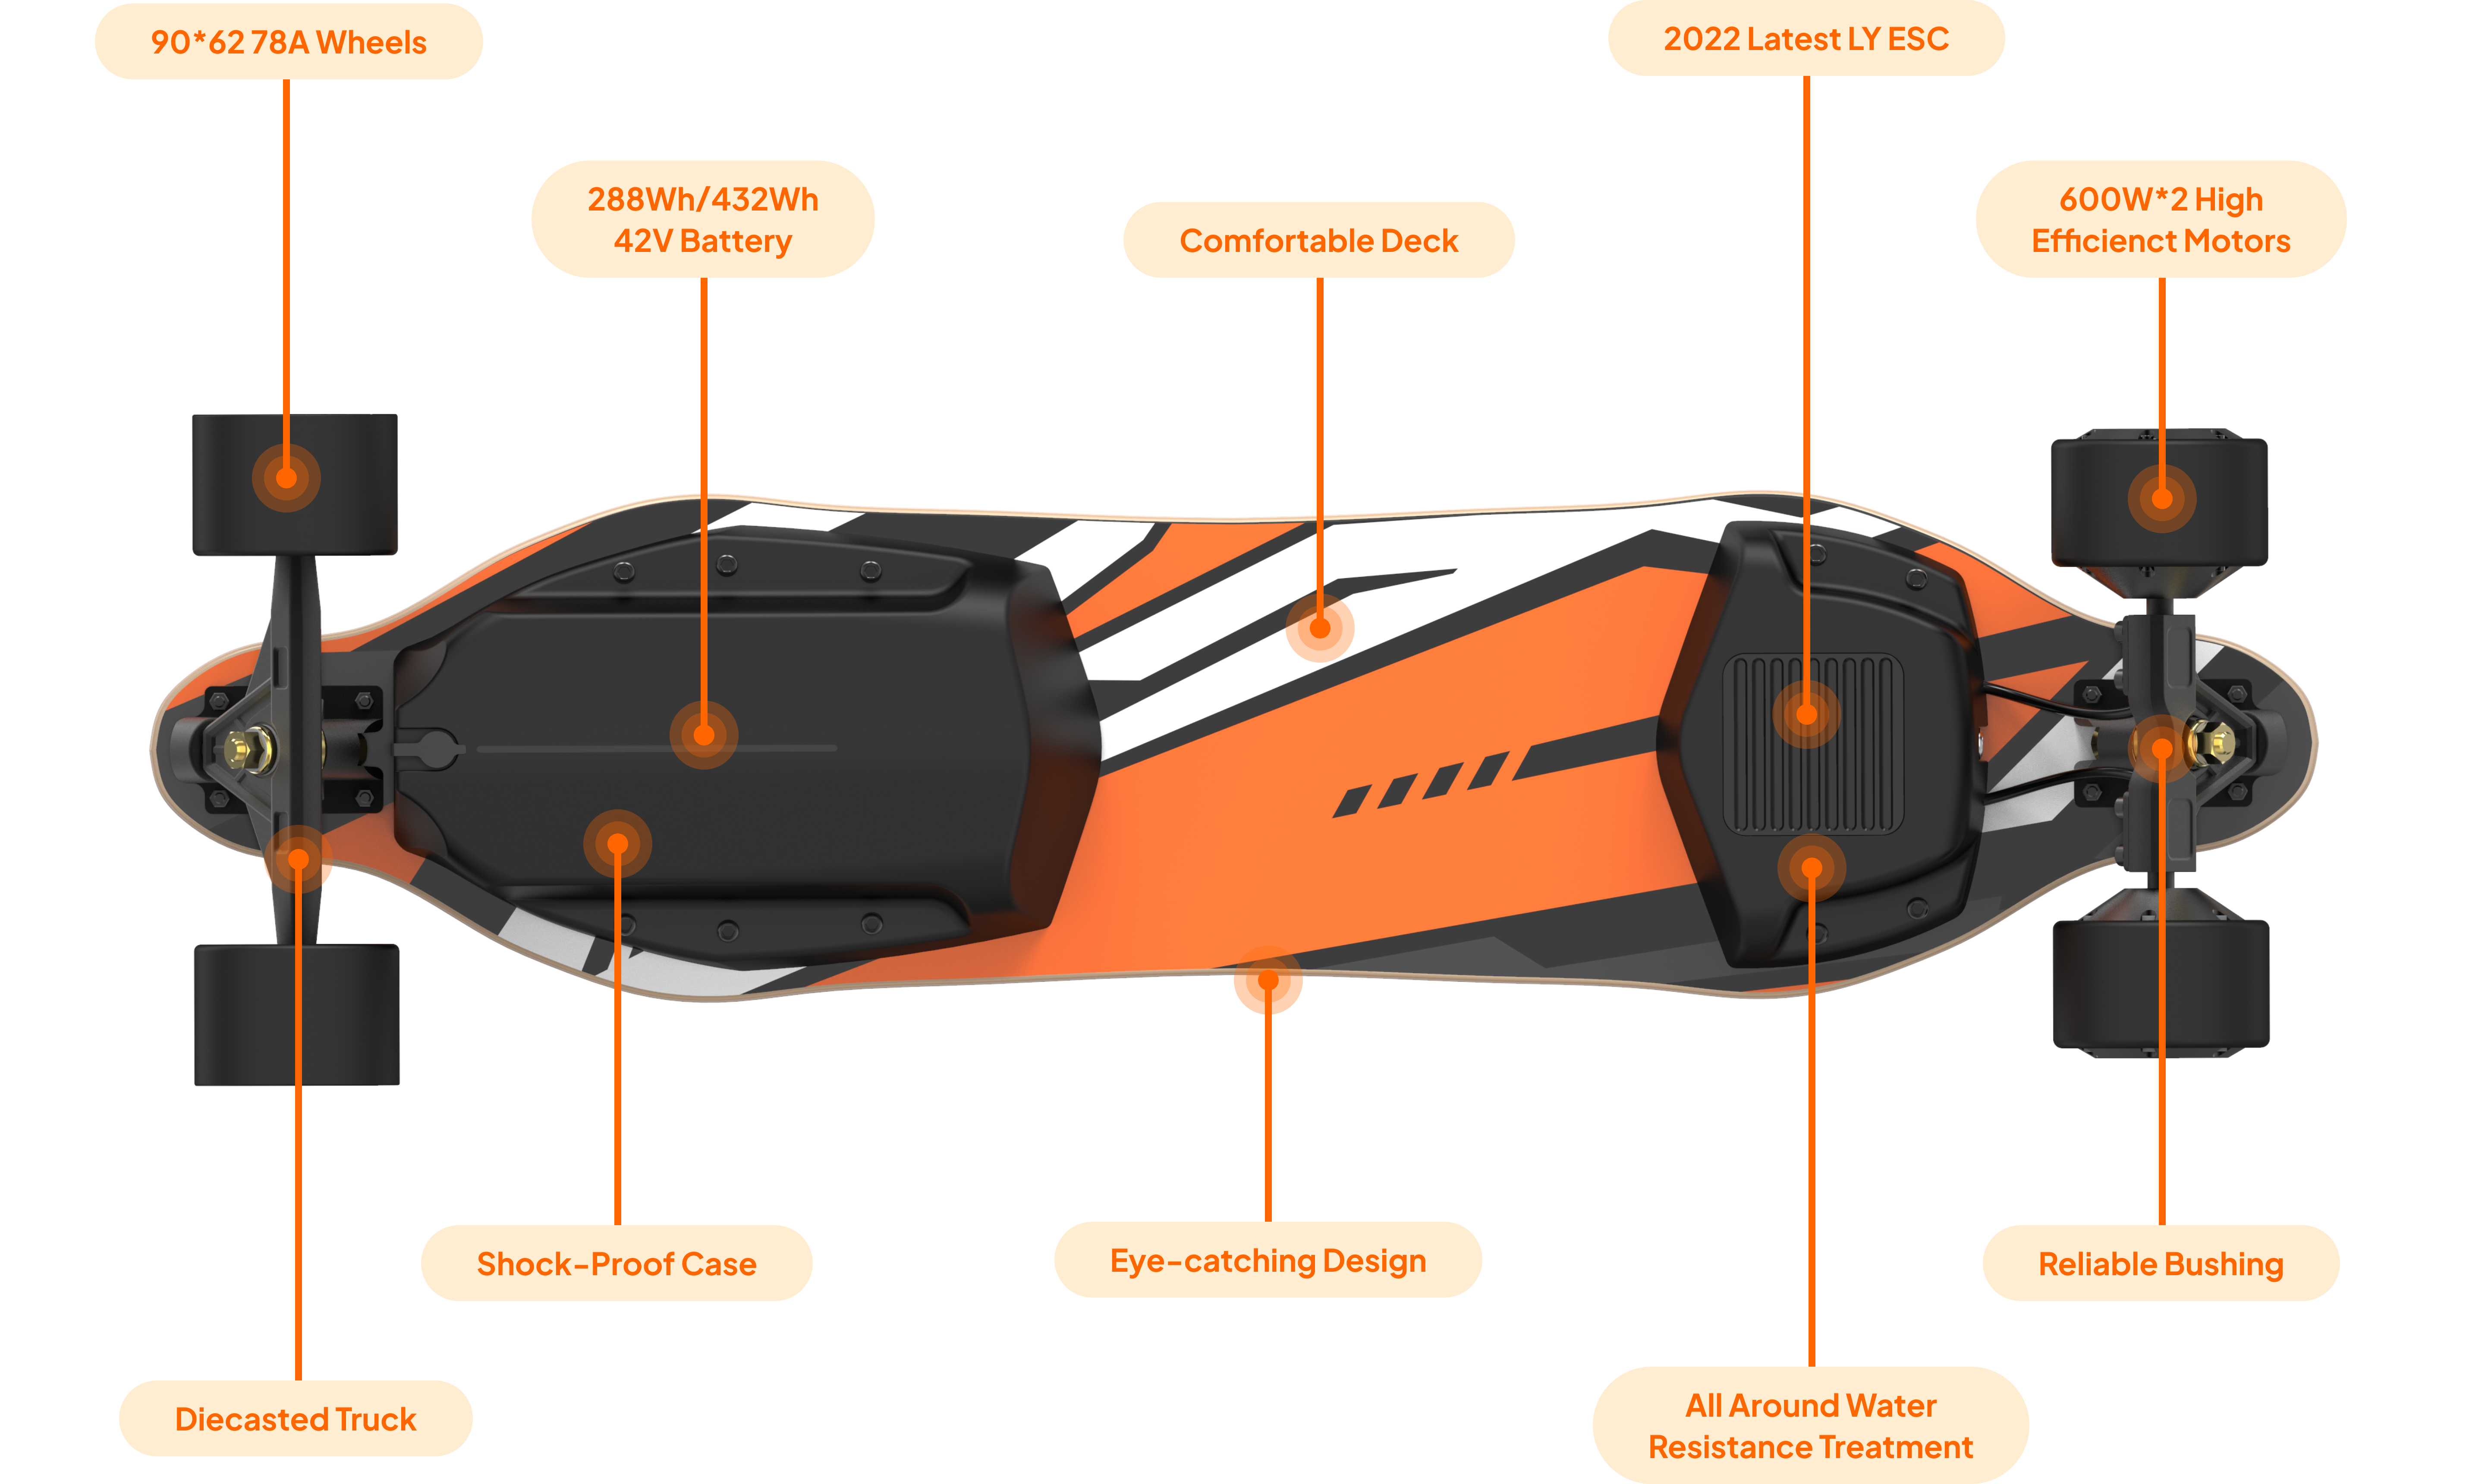 90*62 78A Wheels
2022 Latest LY ESC
288Wh/432Wh
42V Battery
Comfortable Deck
600W*2 High
Efficienct Motors
Shock-Proof Case
Eye-catching Design
Reliable Bushing
Diecasted Truck
All Around Water
Resistance Treatment